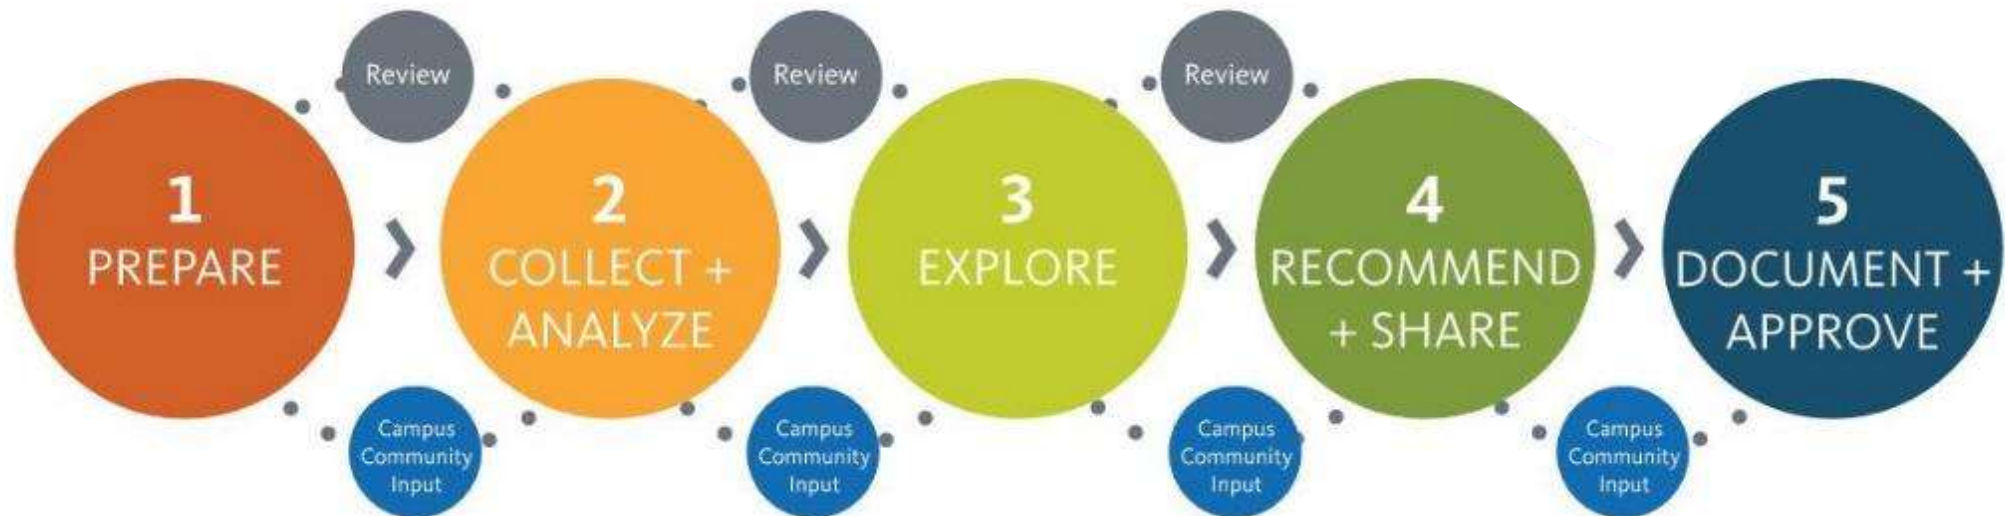 Review
Review
Review
1
PREPARE
2
COLLECT +
ANALYZE
3
EXPLORE
4
RECOMMEND
+ SHARE
5
DOCUMENT +
APPROVE
Campus
Community
Input
Campus
Community
Input
Campus
Community
Input
Campus
Community
Input